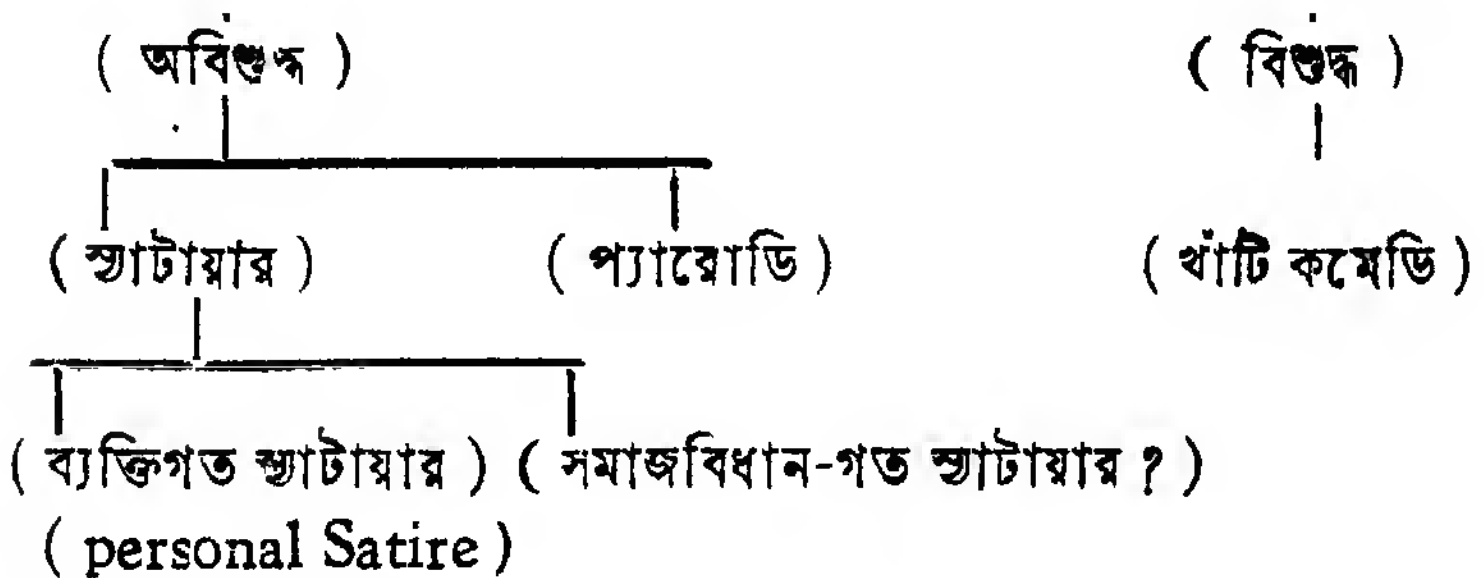 ( অবিশুদ্ধ ) ( বিশুদ্ধ )
( স্যাটায়ার ) ( প্যারোডি ) ( খাঁটি কমেডি )
( ব্যক্তিগত স্যাটায়ার ) ( সমাজবিধান-গত স্যাটায়ার ? )
( personal Satire )